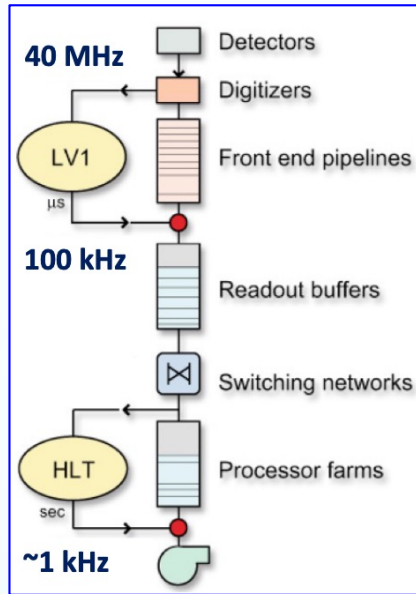 Detectors
40 MHz
Digitizers
LV1
Front end pipelines
μs
100 kHz
Readout buffers
Switching networks
HLT
Processor farms
sec
~1 kHz